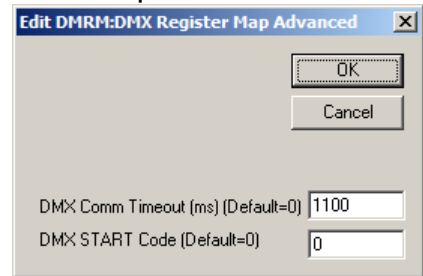 Edit DMRM:DMX Register Map Advanced
OK
Cancel
DMX Comm Timeout (ms) (Default=0) 1100
DMX START Code (Default=0) 0